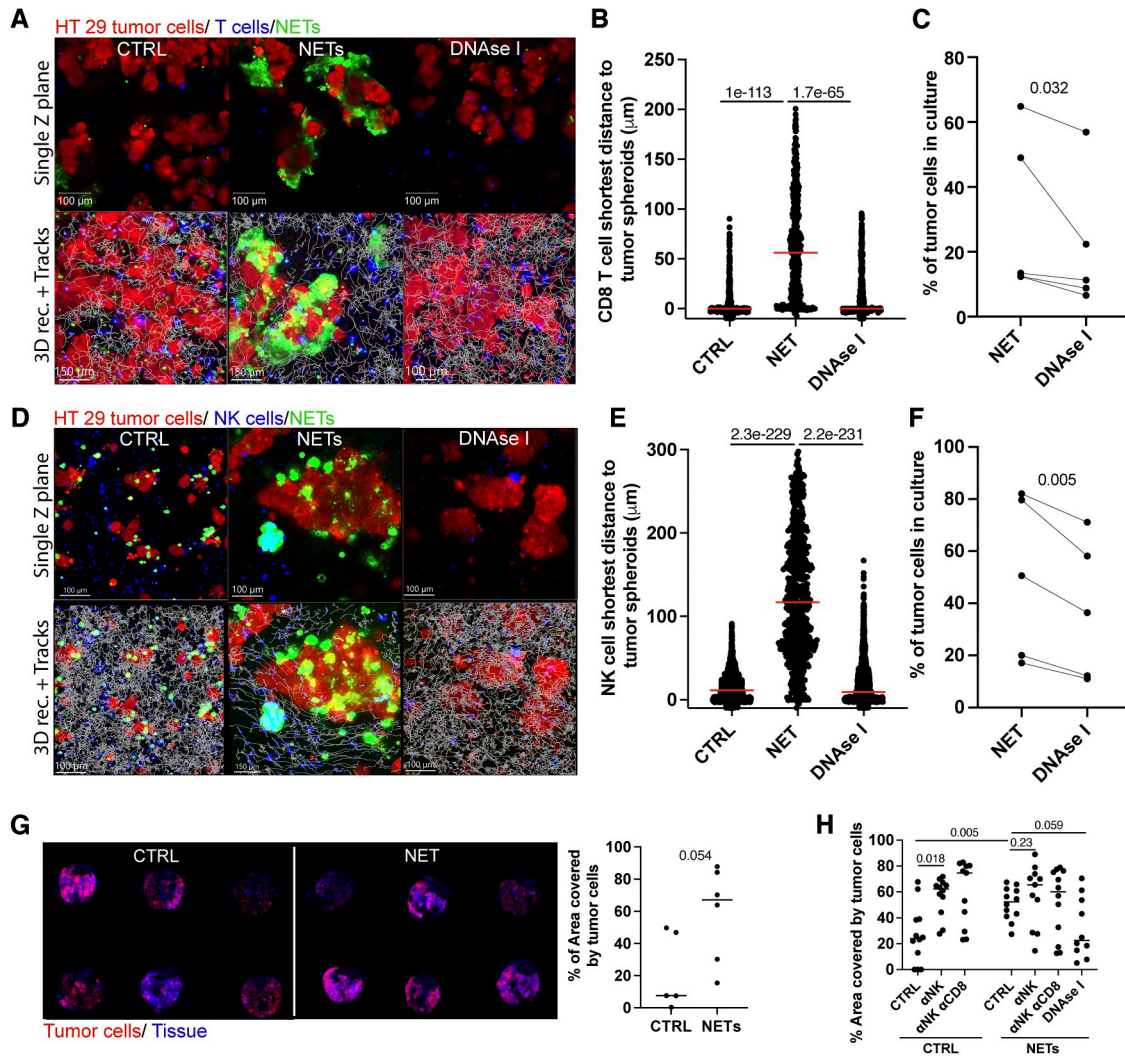 A
HT 29 tumor cells/ T cells/NETs
CTRL
NETs
DNAse I
Single Z plane
100 µm
100 µm
100 µm
3D rec. + Tracks
150 µm
150 µm
100 µm
B
CD8 T cell shortest distance to
tumor spheroids (µm)
250
200
150
100
50
0
1e-113
1.7e-65
CTRL
NET
DNAse I
C
% of tumor cells in culture
80
60
40
20
0
0.032
NET
DNAse I
D
HT 29 tumor cells/ NK cells/NETs
CTRL
NETs
DNAse I
Single Z plane
100 µm
100 µm
100 µm
3D rec. + Tracks
100 µm
150 µm
100 µm
E
NK cell shortest distance to
tumor spheroids (µm)
300
200
100
0
2.3e-229
2.2e-231
CTRL
NET
DNAse I
F
% of tumor cells in culture
100
80
60
40
20
0
0.005
NET
DNAse I
G
CTRL
NET
Tumor cells/ Tissue
% of Area covered
by tumor cells
100
80
60
40
20
0
0.054
CTRL
NETs
H
% Area covered by tumor cells
100
80
60
40
20
0
0.005
0.059
0.018
0.23
CTRL
αNK
αNK αCD8
CTRL
αNK
αNK αCD8
DNAse I
CTRL
NETs